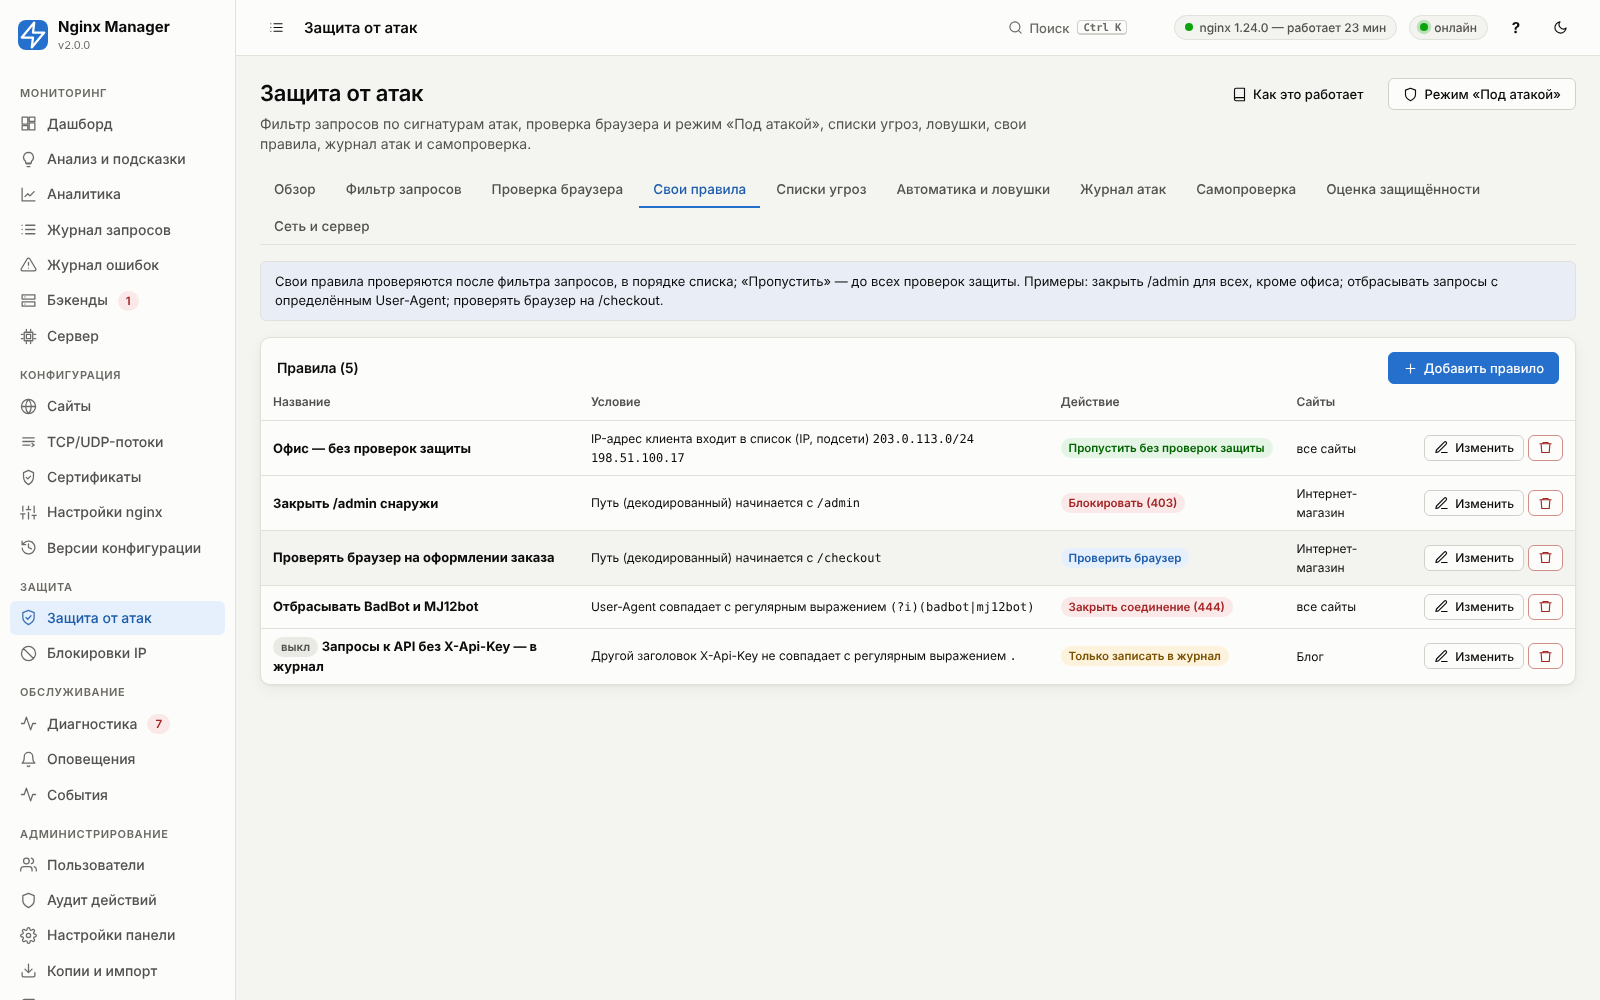 Nginx Manager
v2.0.0
МОНИТОРИНГ
Дашборд
Анализ и подсказки
Аналитика
Журнал запросов
Журнал ошибок
Бэкенды 1
Сервер
КОНФИГУРАЦИЯ
Сайты
TCP/UDP-потоки
Сертификаты
Настройки nginx
Версии конфигурации
ЗАЩИТА
Защита от атак
Блокировки IP
ОБСЛУЖИВАНИЕ
Диагностика 7
Оповещения
События
АДМИНИСТРИРОВАНИЕ
Пользователи
Аудит действий
Настройки панели
Копии и импорт
Защита от атак
Поиск Ctrl K
nginx 1.24.0 — работает 23 мин
онлайн
?
Защита от атак
Как это работает
Режим «Под атакой»
Фильтр запросов по сигнатурам атак, проверка браузера и режим «Под атакой», списки угроз, ловушки, свои
правила, журнал атак и самопроверка.
Обзор Фильтр запросов Проверка браузера Свои правила Списки угроз Автоматика и ловушки Журнал атак Самопроверка Оценка защищённости
Сеть и сервер
Свои правила проверяются после фильтра запросов, в порядке списка; «Пропустить» — до всех проверок защиты. Примеры: закрыть /admin для всех, кроме офиса; отбрасывать запросы с
определённым User-Agent; проверять браузер на /checkout.
Правила (5)
Добавить правило
Название Условие Действие Сайты
Офис — без проверок защиты
IP-адрес клиента входит в список (IP, подсети) 203.0.113.0/24
198.51.100.17
Пропустить без проверок защиты
все сайты
Изменить
Закрыть /admin снаружи
Путь (декодированный) начинается с /admin
Блокировать (403)
Интернет-
магазин
Изменить
Проверять браузер на оформлении заказа
Путь (декодированный) начинается с /checkout
Проверить браузер
Интернет-
магазин
Изменить
Отбрасывать BadBot и MJ12bot
User-Agent совпадает с регулярным выражением (?i)(badbot|mj12bot)
Закрыть соединение (444)
все сайты
Изменить
выкл Запросы к API без X-Api-Key — в
журнал
Другой заголовок X-Api-Key не совпадает с регулярным выражением .
Только записать в журнал
Блог
Изменить